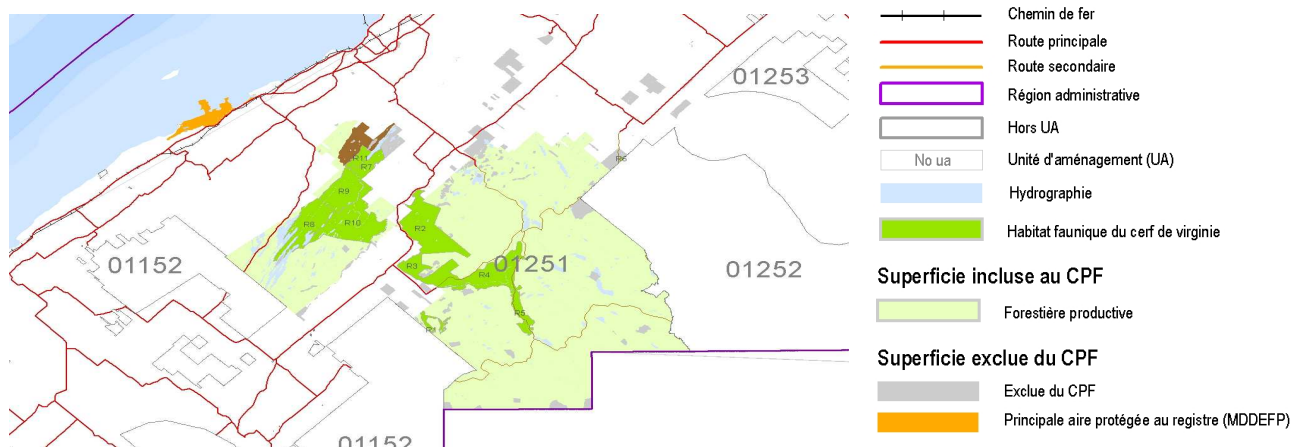 01253
R11
R7
R6
R9
R8
R10
R2
01152
R3
R4
01251
01252
R5
R1
01152
Chemin de fer
Route principale
Route secondaire
Région administrative
Hors UA
No ua
Unité d'aménagement (UA)
Hydrographie
Habitat faunique du cerf de virginie
Superficie incluse au CPF
Forestière productive
Superficie exclue du CPF
Exclue du CPF
Principale aire protégée au registre (MDDEFP)